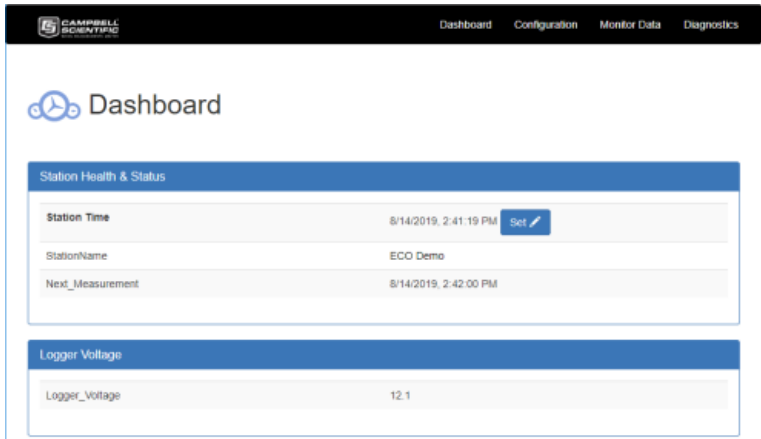 CAMPBELL
SCIENTIFIC
Dashboard Configuration Monitor Data Diagnostics
Dashboard
Station Health & Status
Station Time 8/14/2019, 2:41:19 PM Set
StationName ECO Demo
Next_Measurement 8/14/2019, 2:42:00 PM
Logger Voltage
Logger_Voltage 12.1